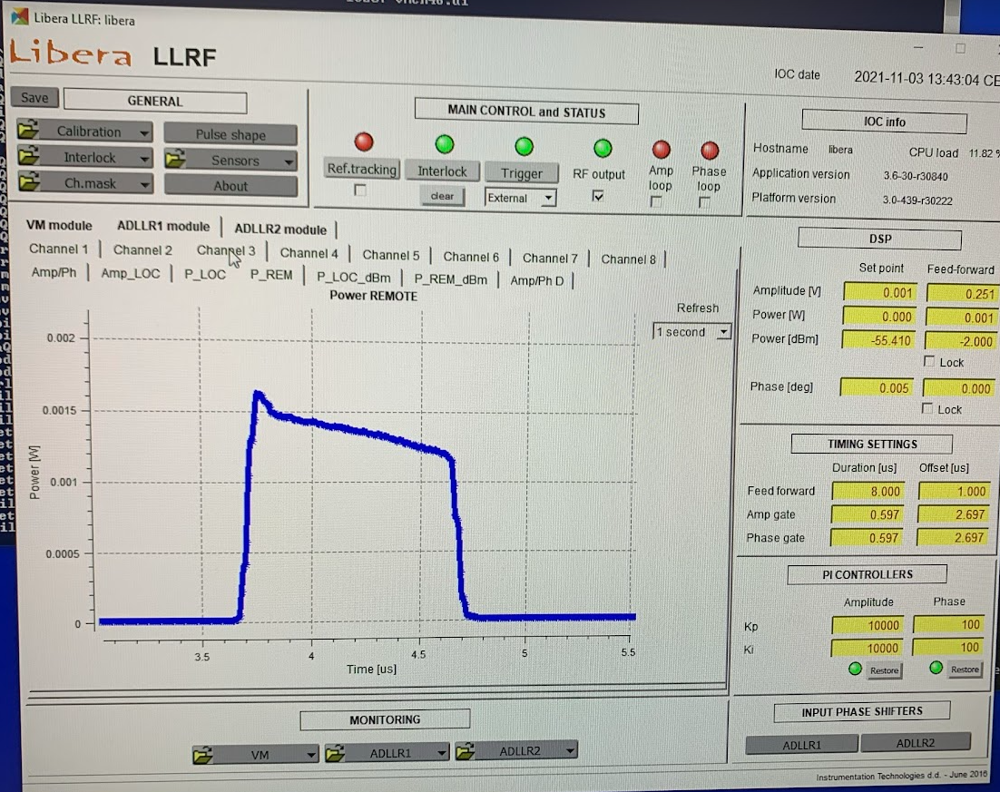 Libera LLRF: libera
Libera LLRF
IOC date 2021-11-03 13:43:04 CE
Save GENERAL
Calibration Pulse shape
Interlock Sensors
Ch.mask About
MAIN CONTROL and STATUS
Ref.tracking Interlock Trigger RF output Amp loop Phase loop
clear External
IOC info
Hostname libera CPU load 11.82 %
Application version 3.6-30-r30840
Platform version 3.0-439-r30222
VM module ADLLR1 module ADLLR2 module
Channel 1 Channel 2 Channel 3 Channel 4 Channel 5 Channel 6 Channel 7 Channel 8
Amp/Ph Amp_LOC P_LOC P_REM P_LOC_dBm P_REM_dBm Amp/Ph D
Power REMOTE
Refresh
1 second
0.002
0.0015
0.001
0.0005
0
Power [W]
3.5 4 4.5 5 5.5
Time [us]
DSP
Set point Feed-forward
Amplitude [V] 0.001 0.251
Power [W] 0.000 0.001
Power [dBm] -55.410 -2.000
Lock
Phase [deg] 0.005 0.000
Lock
TIMING SETTINGS
Duration [us] Offset [us]
Feed forward 8.000 1.000
Amp gate 0.597 2.697
Phase gate 0.597 2.697
PI CONTROLLERS
Amplitude Phase
Kp 10000 100
Ki 10000 100
Restore Restore
MONITORING
VM ADLLR1 ADLLR2
INPUT PHASE SHIFTERS
ADLLR1 ADLLR2
Instrumentation Technologies d.d. - June 2016